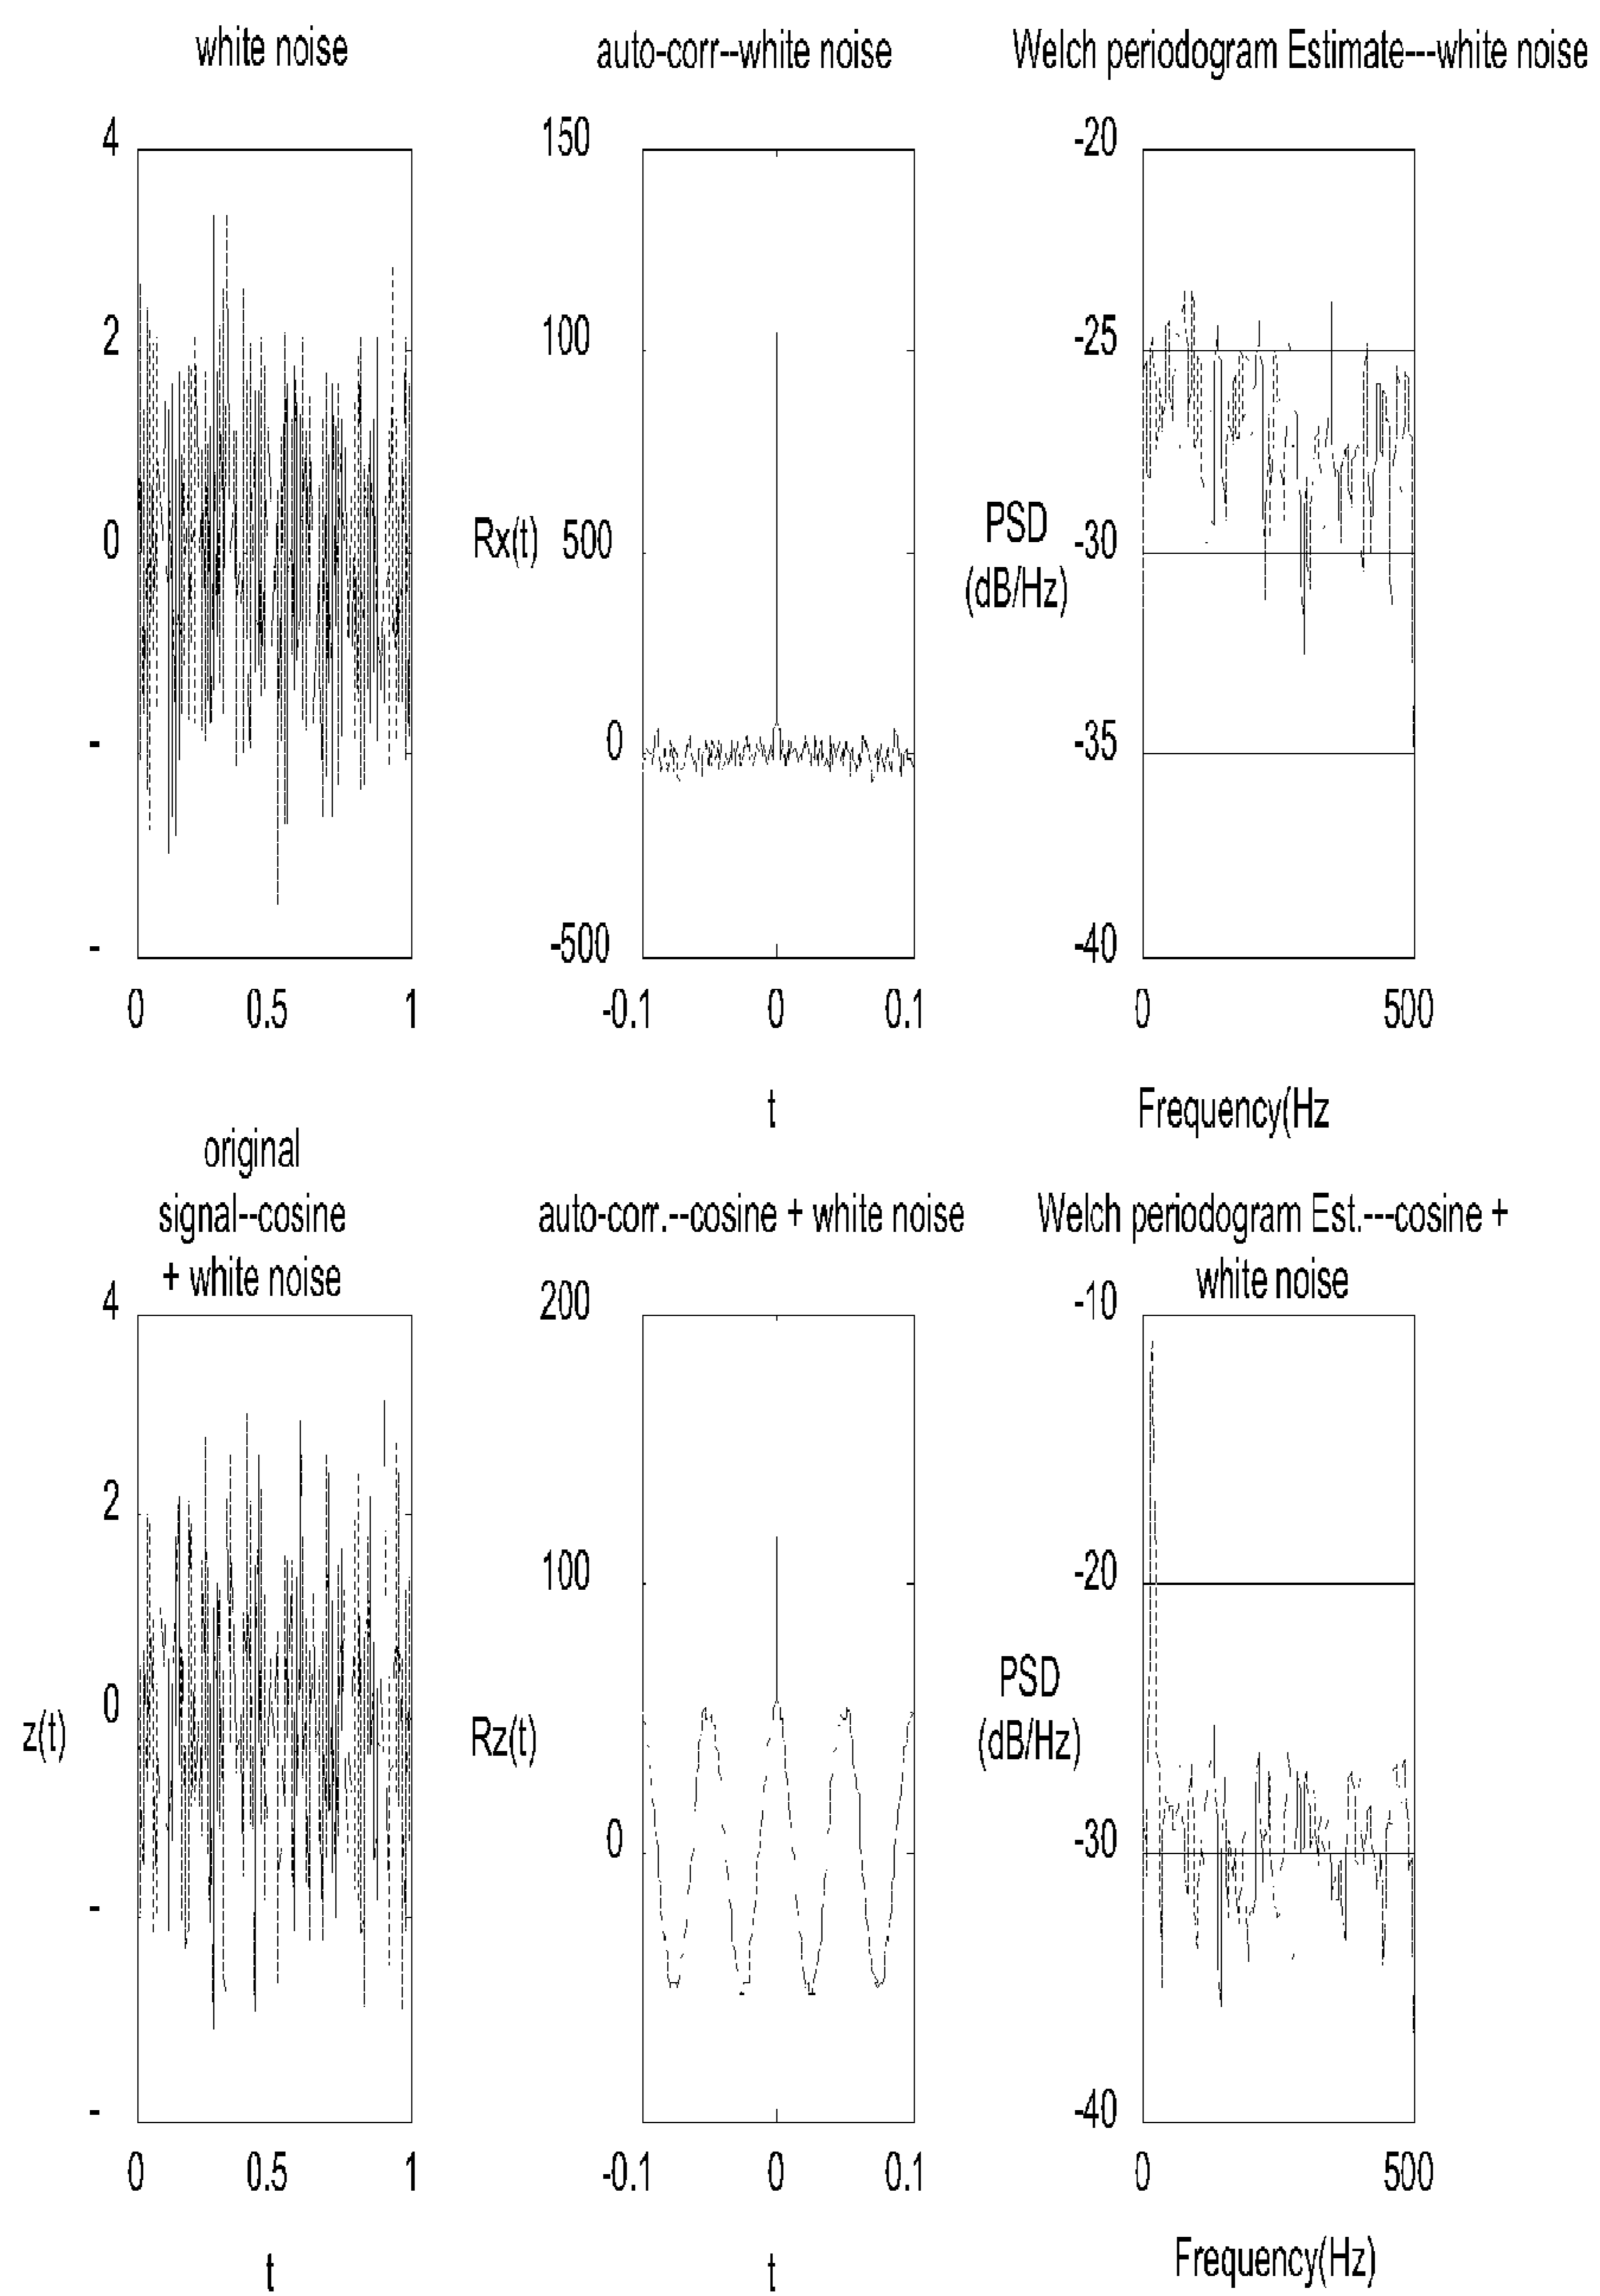 white noise
auto-corr--white noise
Welch periodogram Estimate---white noise
4
2
0
-
-
0
0.5
1
150
100
Rx(t)
500
0
-500
-0.1
0
0.1
t
-20
-25
PSD
(dB/Hz)
-30
-35
-40
0
500
Frequency(Hz
original
signal--cosine
+ white noise
auto-corr.--cosine + white noise
Welch periodogram Est.---cosine +
white noise
4
2
0
z(t)
-
-
0
0.5
1
t
200
100
Rz(t)
0
-0.1
0
0.1
t
-10
-20
PSD
(dB/Hz)
-30
-40
0
500
Frequency(Hz)